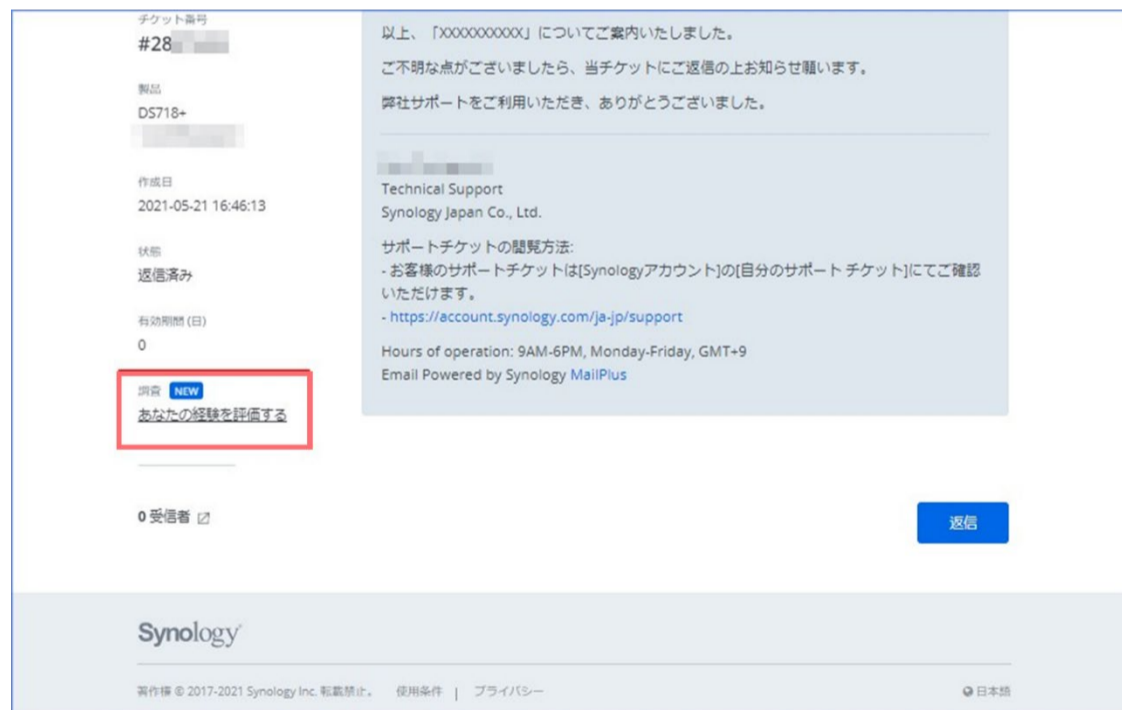 チケット番号
#28
製品
DS718+
作成日
2021-05-21 16:46:13
状態
返信済み
有効期間 (日)
0
調査 NEW
あなたの経験を評価する
0 受信者
以上、「XXXXXXXXXX」についてご案内いたしました。
ご不明な点がございましたら、当チケットにご返信の上お知らせ願います。
弊社サポートをご利用いただき、ありがとうございました。
Technical Support
Synology Japan Co., Ltd.
サポートチケットの閲覧方法:
- お客様のサポートチケットは[Synologyアカウント]の[自分のサポート チケット]にてご確認
いただけます。
- https://account.synology.com/ja-jp/support
Hours of operation: 9AM-6PM, Monday-Friday, GMT+9
Email Powered by Synology MailPlus
返信
Synology
著作権 © 2017-2021 Synology Inc. 転載禁止。 使用条件 | プライバシー
日本語